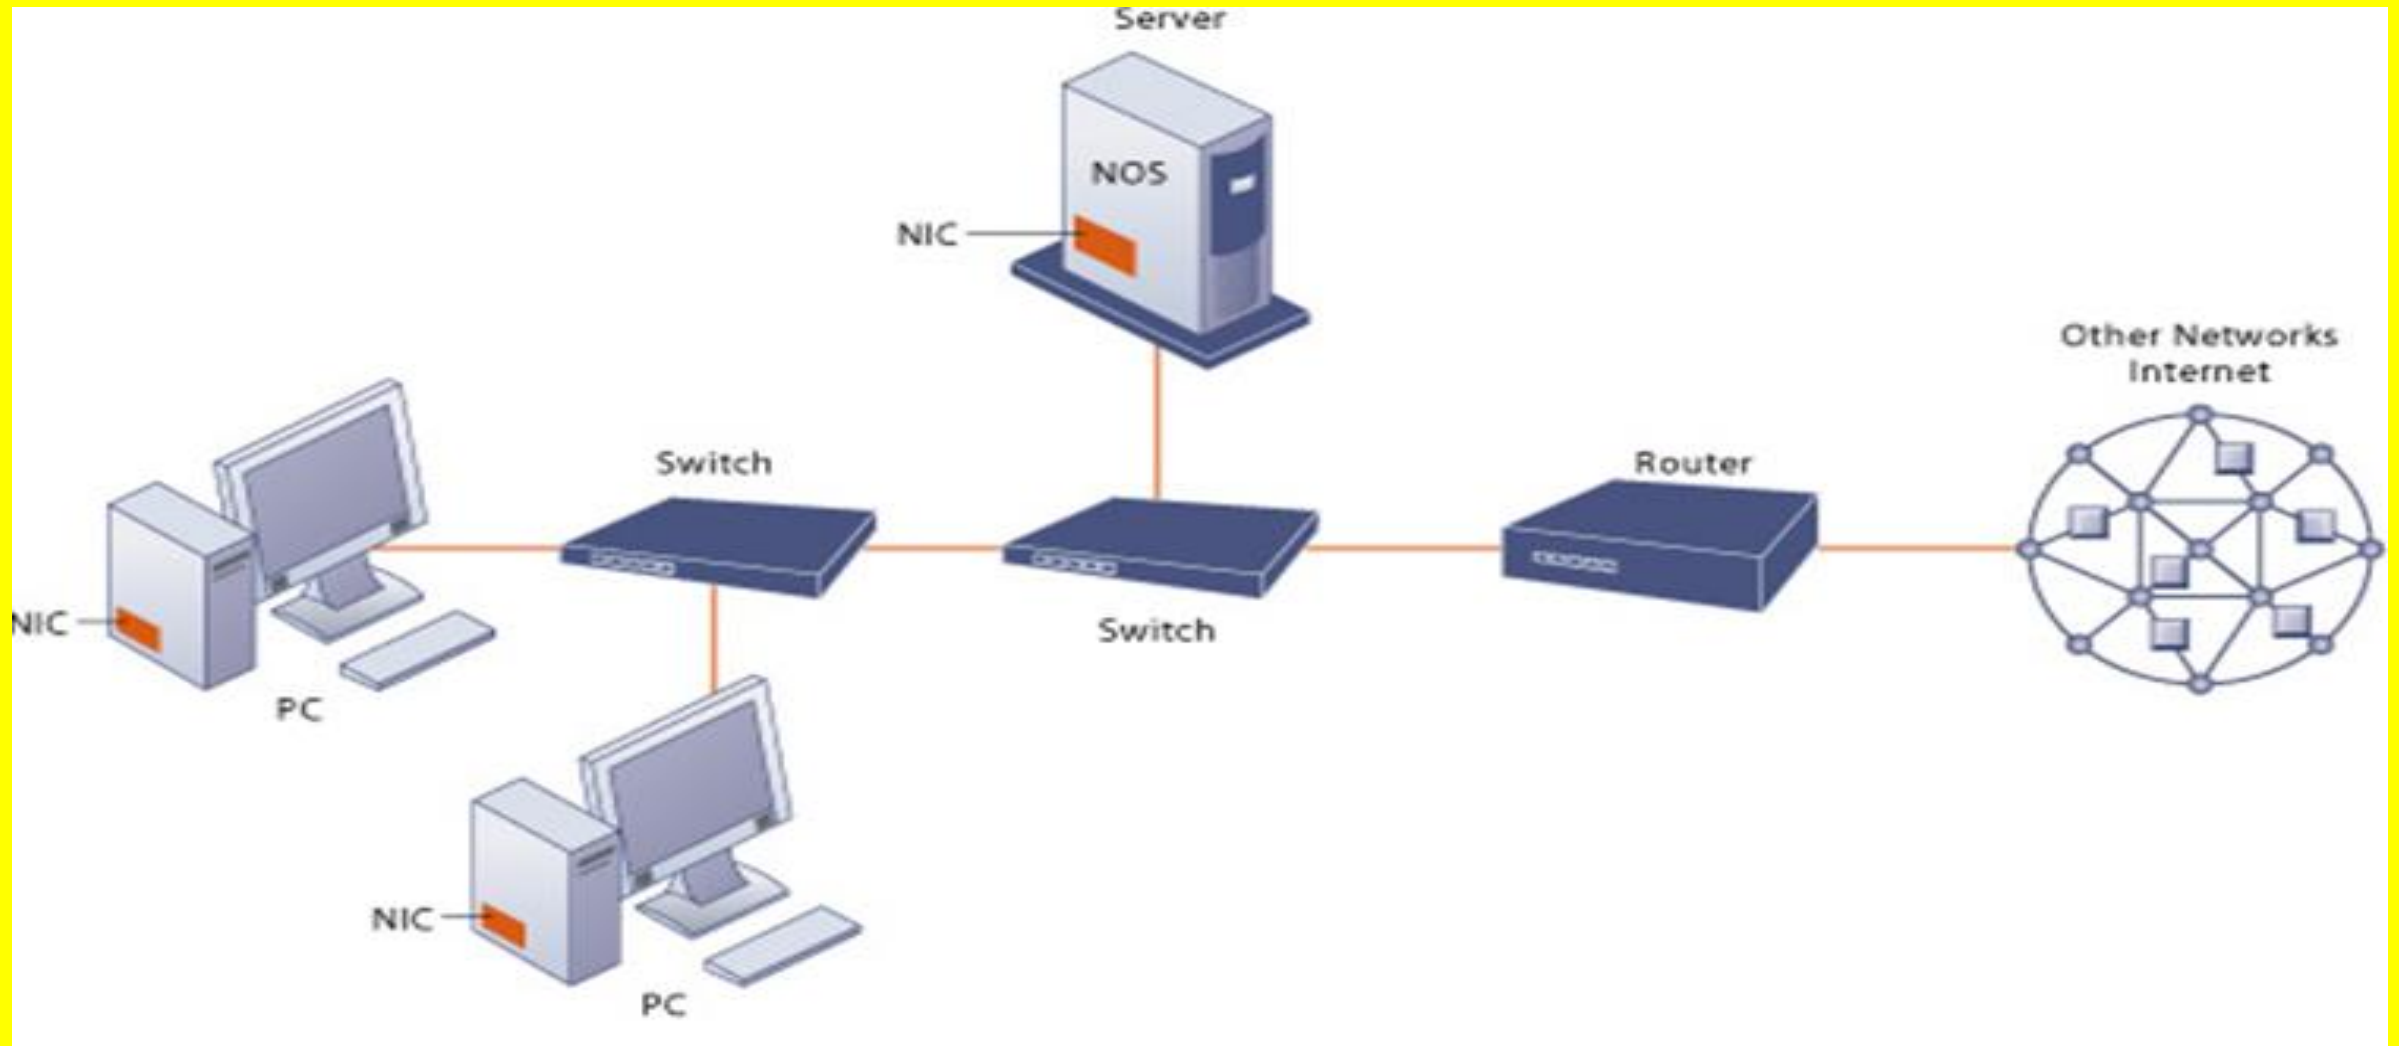 Server
NOS
NIC
Other Networks
Internet
Switch
Router
Switch
NIC
PC
NIC
PC